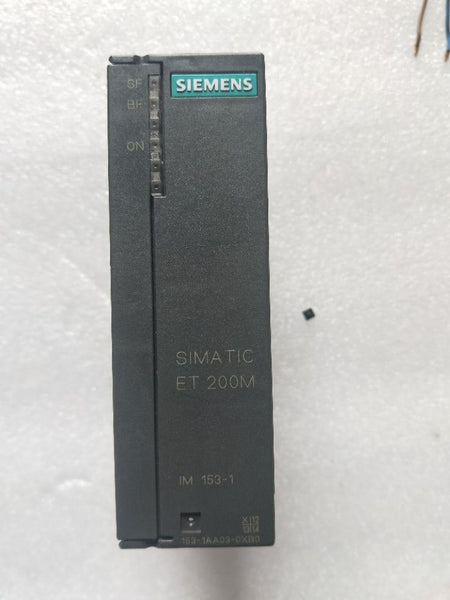 SF
SIEMENS
BF
ON
SIMATIC
ET 200M
IM 153-1
X
153-1AA03-0XB0